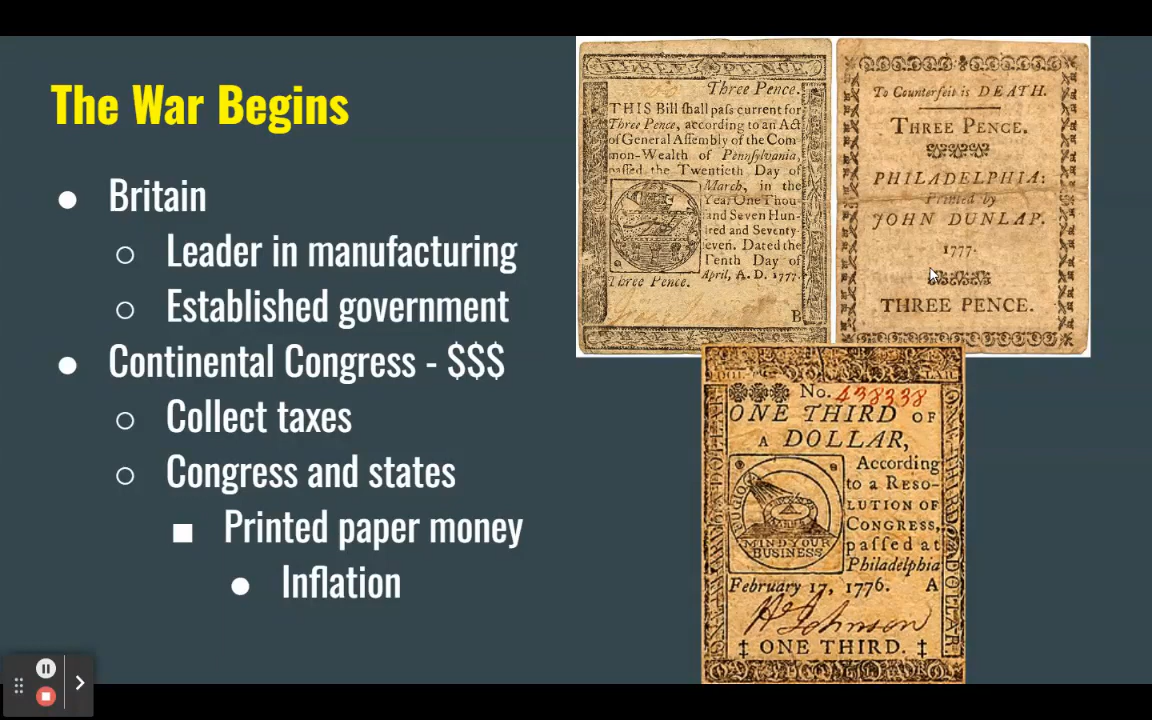 The War Begins
● Britain
○ Leader in manufacturing
○ Established government
● Continental Congress - $$$
○ Collect taxes
○ Congress and states
■ Printed paper money
● Inflation
Three Pence.
THIS Bill ſhall paſs current for
Three Pence, according to an Act
of General Aſſembly of the Com
mon-Wealth of Pennſylvania,
paſſed the Twentieth Day of
March, in the
Year One Thou
and Seven Hun-
dred and Seventy-
even. Dated the
Tenth Day of
April, A. D. 1777.
Three Pence.
B
To Counterfeit is DEATH.
THREE PENCE.
PHILADELPHIA:
Printed by
JOHN DUNLAP.
1777.
THREE PENCE.
No. 438338
ONE THIRD OF
A DOLLAR,
According
to a RESO-
LUTION OF
CONGRESS,
paſſed at
Philadelphia
February 17, 1776. A
FUGIO
MIND YOUR
BUSINESS
‡ ONE THIRD. ‡